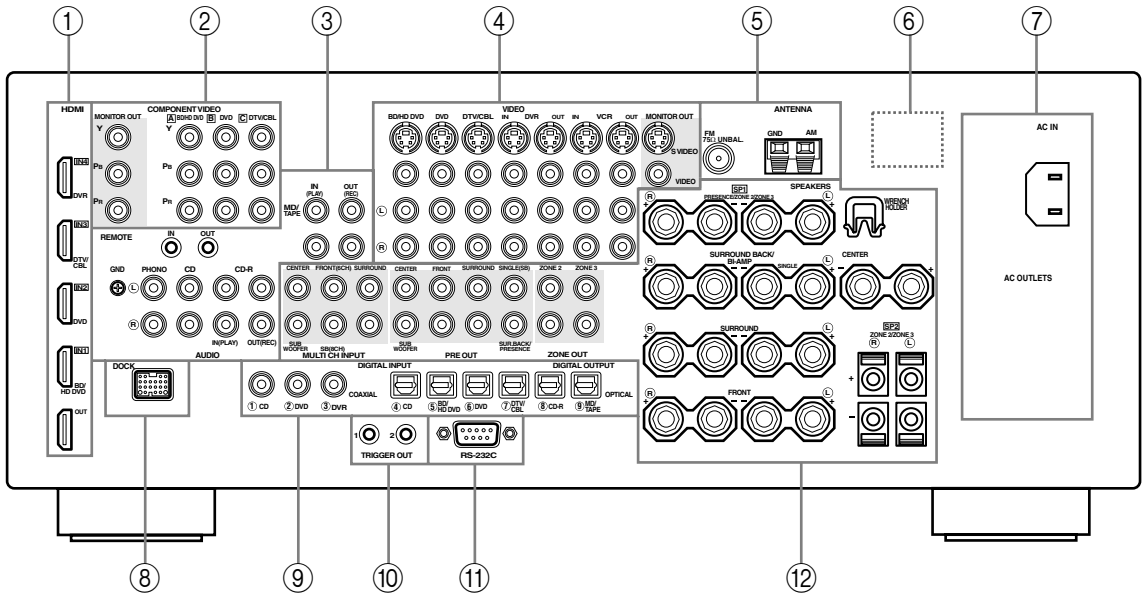 ① ② ③ ④ ⑤ ⑥ ⑦
HDMI
IN4
DVR
IN3
DTV/
CBL
IN2
DVD
IN1
BD/
HD DVD
OUT
COMPONENT VIDEO
MONITOR OUT
A BD/HD DVD B DVD C DTV/CBL
Y Y
PB PB
PR PR
REMOTE
IN OUT
MD/
TAPE
IN
(PLAY)
OUT
(REC)
VIDEO
BD/HD DVD DVD DTV/CBL IN DVR OUT IN VCR OUT MONITOR OUT
S VIDEO
VIDEO
L
R
ANTENNA
FM
75Ω UNBAL.
GND AM
GND PHONO CD CD-R
L
R
IN(PLAY) OUT(REC)
AUDIO
CENTER FRONT(6CH) SURROUND
SUB
WOOFER
SB(8CH)
MULTI CH INPUT
CENTER FRONT SURROUND SINGLE(SB)
SUB
WOOFER
SUR.BACK/
PRESENCE
PRE OUT
ZONE 2 ZONE 3
ZONE OUT
SP1 SPEAKERS
R PRESENCE/ZONE 2/ZONE 3 L
+ +
WRENCH
HOLDER
SURROUND BACK/
BI-AMP
R SINGLE L
+ +
CENTER
– +
SURROUND
R L
+ +
FRONT
R L
+ +
SP2
ZONE 2/ZONE 3
R L
+
–
AC IN
AC OUTLETS
DOCK
DIGITAL INPUT DIGITAL OUTPUT
COAXIAL OPTICAL
① CD ② DVD ③ DVR ④ CD ⑤ BD/
HD DVD ⑥ DVD ⑦ DTV/
CBL ⑧ CD-R ⑨ MD/
TAPE
1 2
TRIGGER OUT
RS-232C
⑧ ⑨ ⑩ ⑪ ⑫